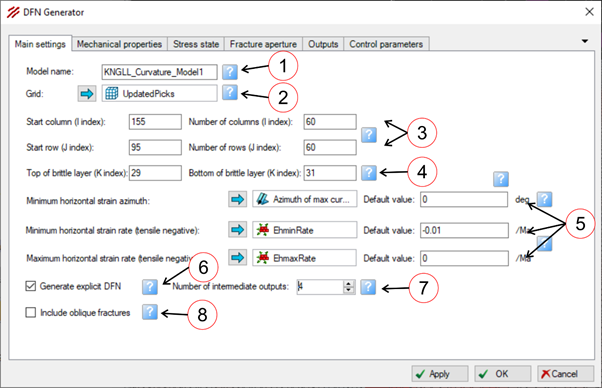 DFN Generator
Main settings Mechanical properties Stress state Fracture aperture Outputs Control parameters
Model name: KNGLL_Curvature_Model1 ? 1
Grid: UpdatedPicks ? 2
Start column (I index): 155 Number of columns (I index): 60
? 3
Start row (J index): 95 Number of rows (J index): 60
Top of brittle layer (K index): 29 Bottom of brittle layer (K index): 31 ? 4
?
Minimum horizontal strain azimuth: Azimuth of max cur... Default value: 0 deg ?
5
Minimum horizontal strain rate (tensile negative): EhminRate Default value: -0.01 /Ma
?
Maximum horizontal strain rate (tensile negative): EhmaxRate Default value: 0 /Ma
6
Generate explicit DFN ? Number of intermediate outputs: 4 ? 7
Include oblique fractures ? 8
Apply OK Cancel